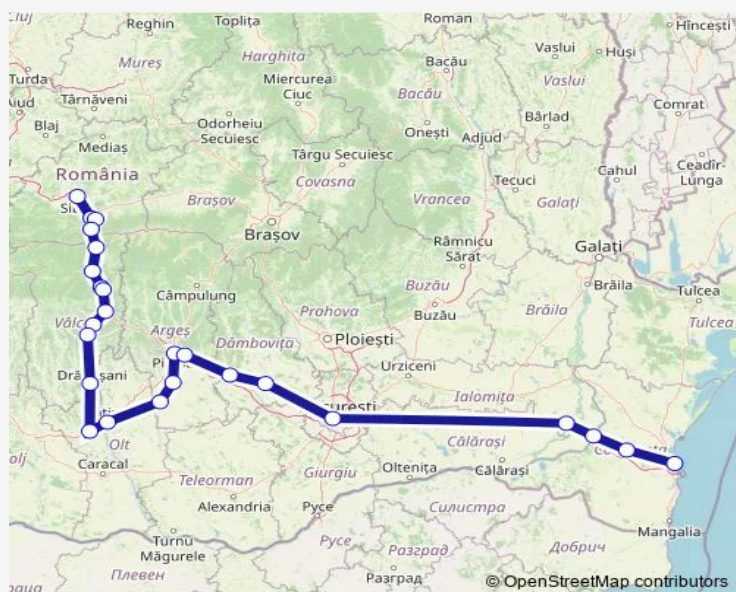 Reghin
Toplița
Roman
Hîncești
Turda
Mureș
Harghita
Bacău
Vaslui
Huși
Miercurea
Ciuc
Bacău
Vaslui
Comrat
Târnăveni
Aiud
Blaj
Mediaș
Odorheiu
Secuiesc
Onești
Adjud
Bârlad
Târgu Secuiesc
Ceadîr-
Lunga
România
Covasna
Tecuci
Cahul
Brașov
Vrancea
Galați
Brașov
Râmnicu
Sărat
Galați
Câmpulung
Buzău
Brăila
Tulcea
Prahova
Buzău
Brăila
Tulcea
Argeș
Dâmbovița
Ploiești
Urziceni
Ialomița
Călărași
Olt
Caracal
Giurgiu
Oltenița
Călărași
Teleorman
Alexandria
Русе
Силистра
Mangalia
Turnu
Măgurele
Русе
Разград
Добрич
Плевен
Разград
© OpenStreetMap contributors